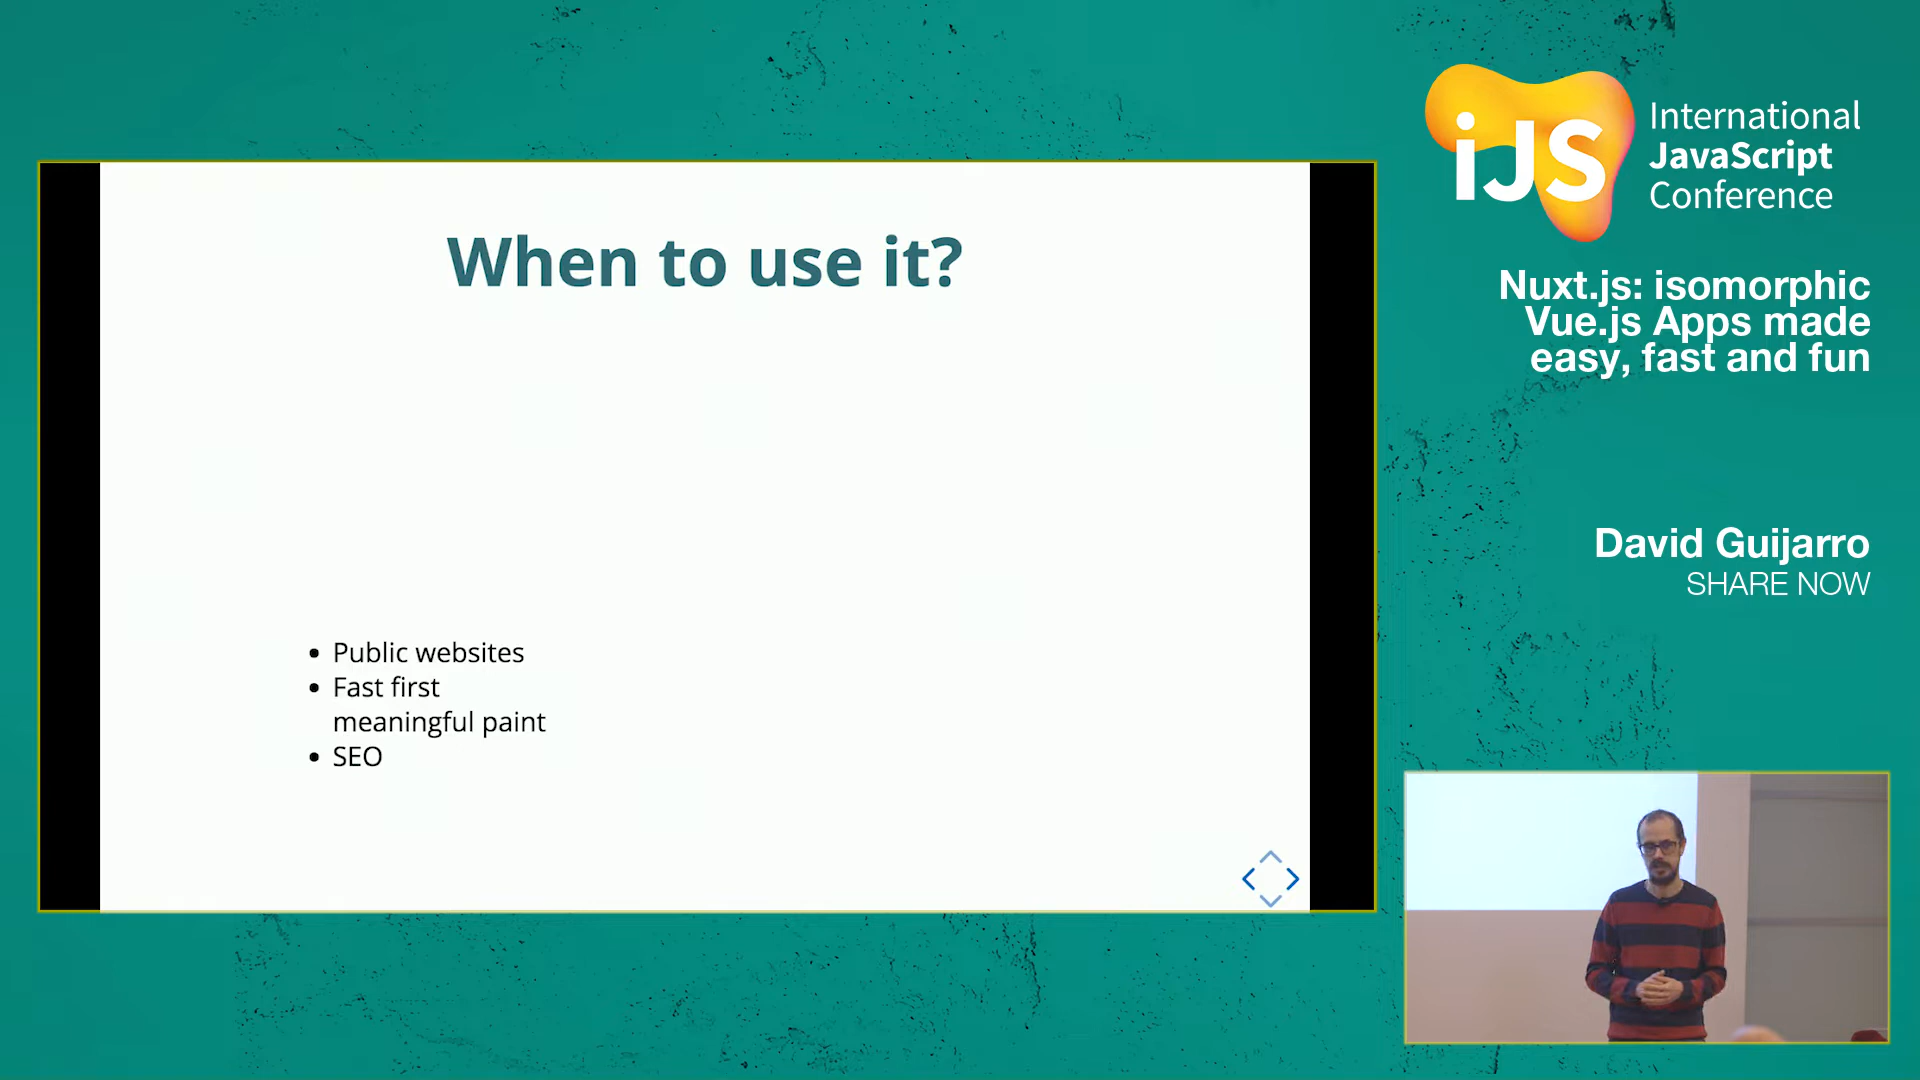 When to use it?
Public websites
Fast first
meaningful paint
SEO
iJS
International
JavaScript
Conference
Nuxt.js: isomorphic
Vue.js Apps made
easy, fast and fun
David Guijarro
SHARE NOW